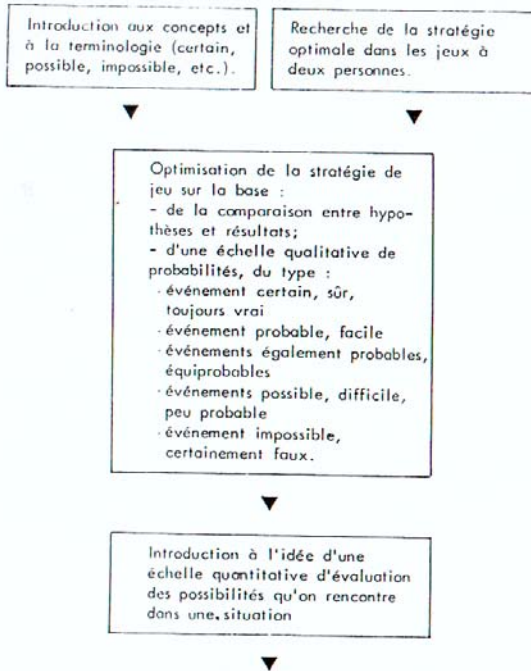 Introduction aux concepts et
à la terminologie (certain,
possible, impossible, etc.).
Recherche de la stratégie
optimale dans les jeux à
deux personnes.
Optimisation de la stratégie de
jeu sur la base :
- de la comparaison entre hypo-
thèses et résultats;
- d'une échelle qualitative de
probabilités, du type :
· événement certain, sûr,
toujours vrai
· événement probable, facile
· événements également probables,
équiprobables
· événements possible, difficile,
peu probable
· événement impossible,
certainement faux.
Introduction à l'idée d'une
échelle quantitative d'évaluation
des possibilités qu'on rencontre
dans une situation